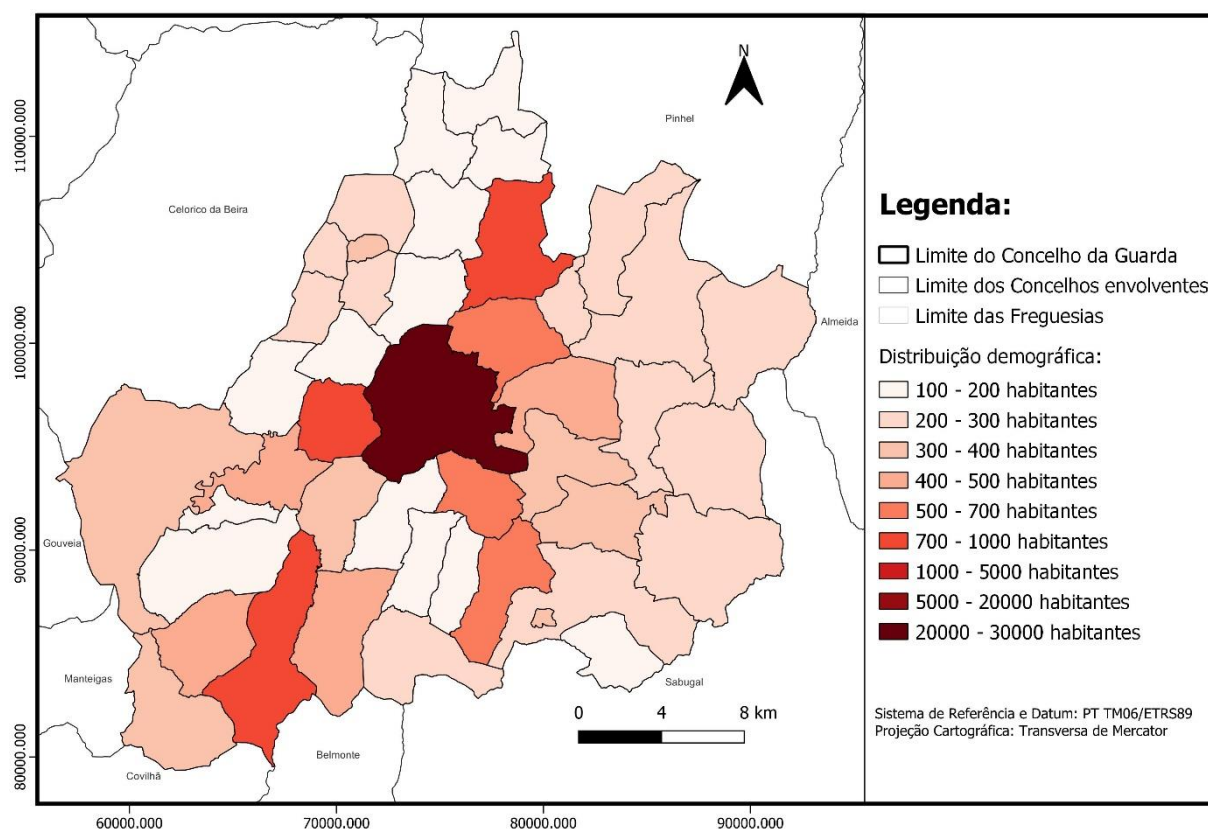 N
Pinhel
Celorico da Beira
Almeida
Gouveia
Manteigas
Sabugal
Belmonte
Covilhã
0 4 8 km
110000.000
100000.000
90000.000
80000.000
60000.000 70000.000 80000.000 90000.000
Legenda:
Limite do Concelho da Guarda
Limite dos Concelhos envolventes
Limite das Freguesias
Distribuição demográfica:
100 - 200 habitantes
200 - 300 habitantes
300 - 400 habitantes
400 - 500 habitantes
500 - 700 habitantes
700 - 1000 habitantes
1000 - 5000 habitantes
5000 - 20000 habitantes
20000 - 30000 habitantes
Sistema de Referência e Datum: PT TM06/ETRS89
Projeção Cartográfica: Transversa de Mercator